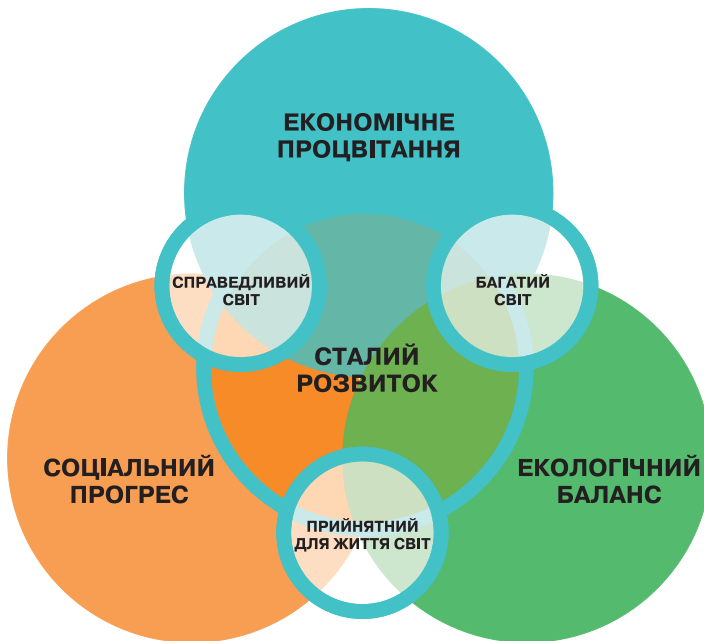 ЕКОНОМІЧНЕ
ПРОЦВІТАННЯ
СПРАВЕДЛИВИЙ
СВІТ
БАГАТИЙ
СВІТ
СТАЛИЙ
РОЗВИТОК
СОЦІАЛЬНИЙ
ПРОГРЕС
ЕКОЛОГІЧНИЙ
БАЛАНС
ПРИЙНЯТНИЙ
ДЛЯ ЖИТТЯ СВІТ